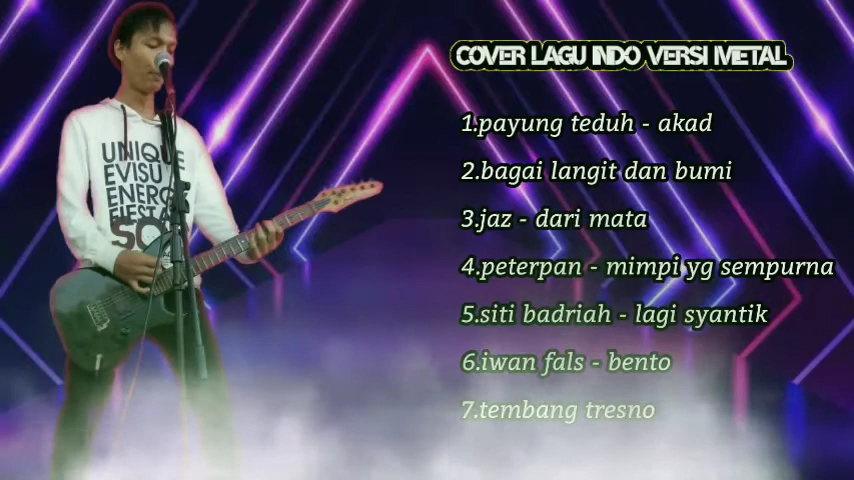 COVER LAGU INDO VERSI METAL
1.payung teduh - akad
2.bagai langit dan bumi
3.jaz - dari mata
4.peterpan - mimpi yg sempurna
5.siti badriah - lagi syantik
6.iwan fals - bento
7.tembang tresno
UNIQUE
EVISU
ENERG
FIESTA